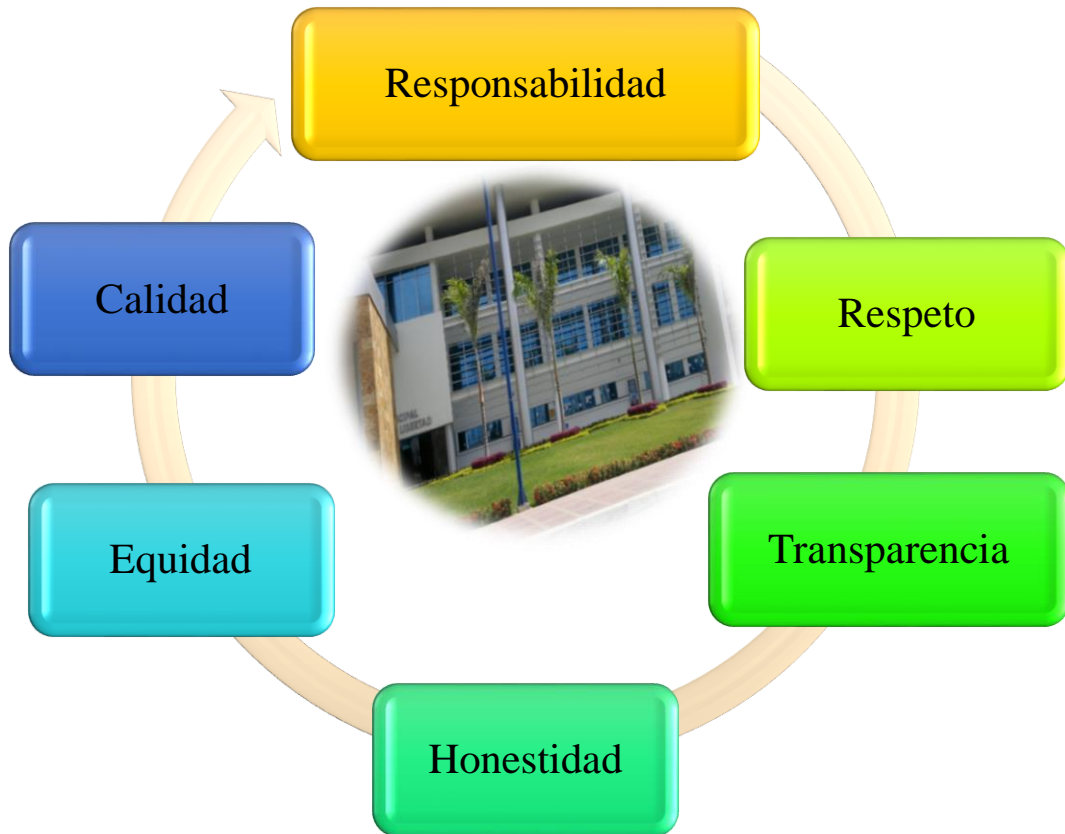 Responsabilidad
Respeto
Transparencia
Honestidad
Equidad
Calidad